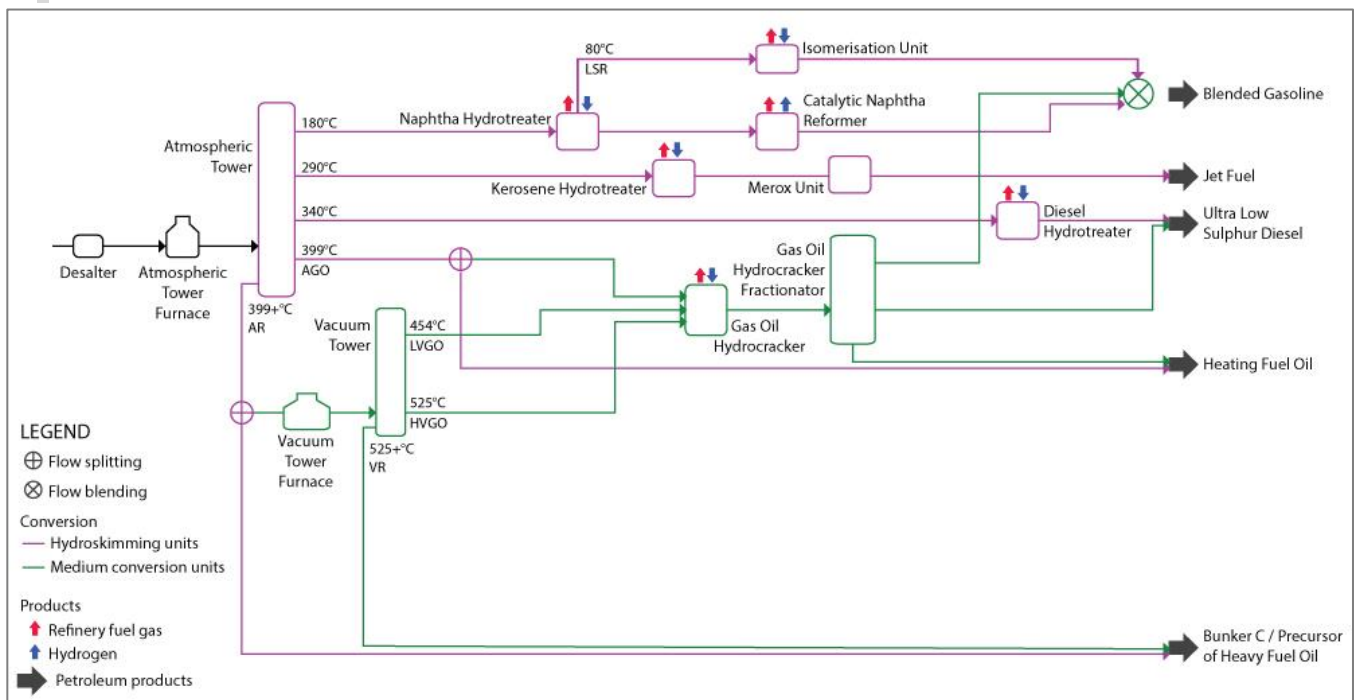 80°C
LSR
Isomerisation Unit
Blended Gasoline
Naphtha Hydrotreater
Catalytic Naphtha
Reformer
180°C
Atmospheric
Tower
290°C
Kerosene Hydrotreater
Merox Unit
Jet Fuel
340°C
Diesel
Hydrotreater
Ultra Low
Sulphur Diesel
Desalter
Atmospheric
Tower
Furnace
399°C
AGO
399+°C
AR
Gas Oil
Hydrocracker
Fractionator
Gas Oil
Hydrocracker
Vacuum
Tower
454°C
LVGO
Heating Fuel Oil
525°C
HVGO
525+°C
VR
Vacuum
Tower
Furnace
LEGEND
Flow splitting
Flow blending
Conversion
Hydroskimming units
Medium conversion units
Products
Refinery fuel gas
Hydrogen
Petroleum products
Bunker C / Precursor
of Heavy Fuel Oil